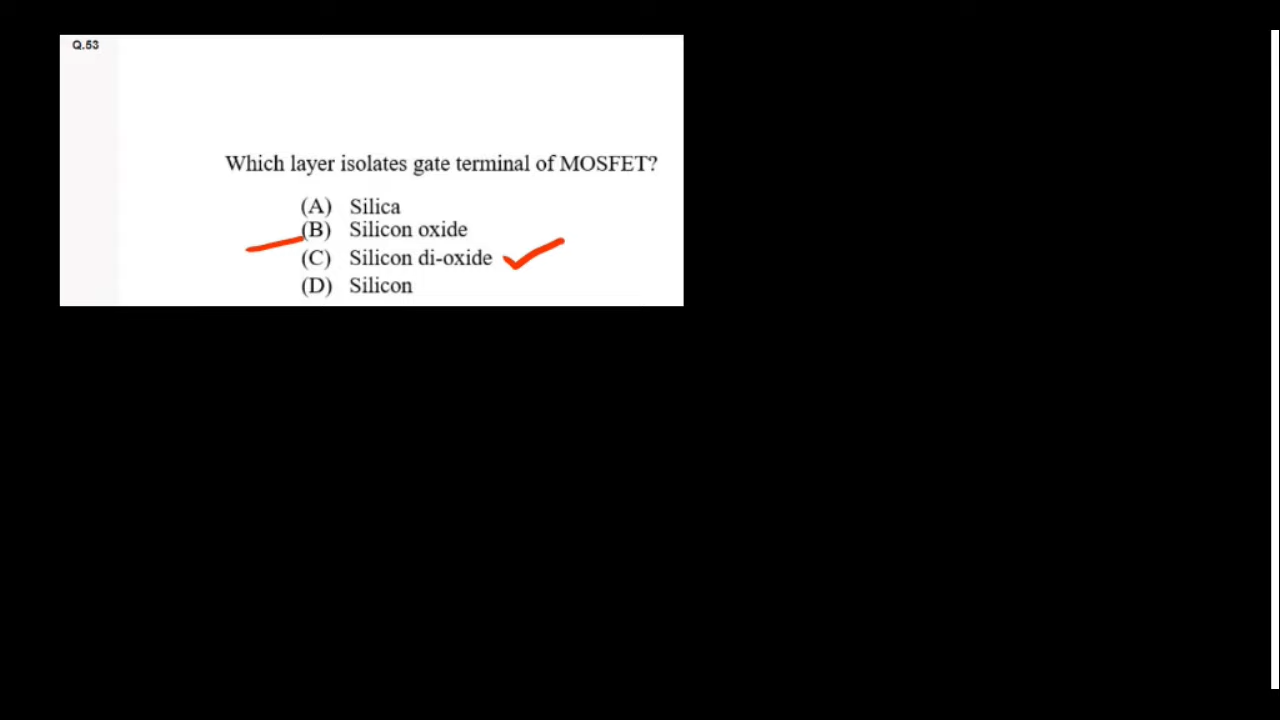 Q.53
Which layer isolates gate terminal of MOSFET?
(A) Silica
(B) Silicon oxide
(C) Silicon di-oxide
(D) Silicon